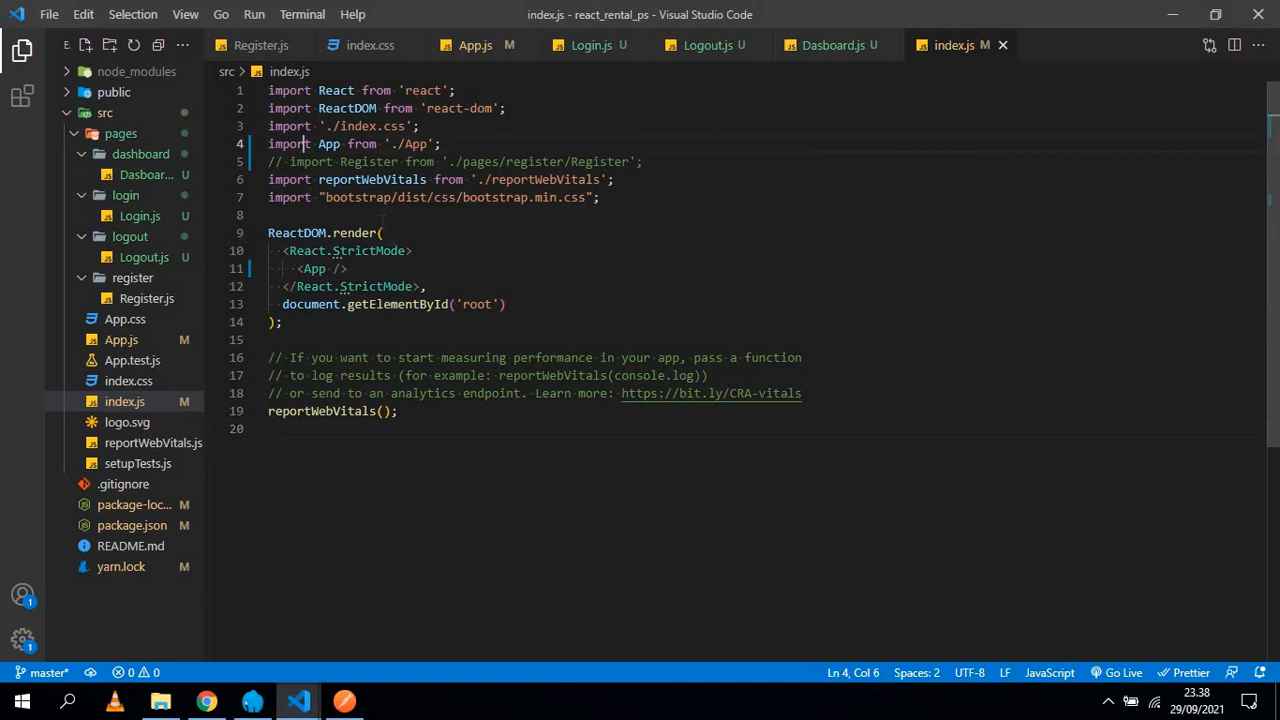 File Edit Selection View Go Run Terminal Help
index.js - react_rental_ps - Visual Studio Code
E.
Register.js
index.css
App.js M
Login.js U
Logout.js U
Dasboard.js U
index.js M
node_modules
public
src
pages
dashboard
Dasboar... U
login
Login.js U
logout
Logout.js U
register
Register.js
App.css
App.js M
App.test.js
index.css
index.js M
logo.svg
reportWebVitals.js
setupTests.js
.gitignore
package-loc... M
package.json M
README.md
yarn.lock M
src > index.js
1 import React from 'react';
2 import ReactDOM from 'react-dom';
3 import './index.css';
4 import App from './App';
5 // import Register from './pages/register/Register';
6 import reportWebVitals from './reportWebVitals';
7 import "bootstrap/dist/css/bootstrap.min.css";
8
9 ReactDOM.render(
10 <React.StrictMode>
11 <App />
12 </React.StrictMode>,
13 document.getElementById('root')
14 );
15
16 // If you want to start measuring performance in your app, pass a function
17 // to log results (for example: reportWebVitals(console.log))
18 // or send to an analytics endpoint. Learn more: https://bit.ly/CRA-vitals
19 reportWebVitals();
20
1
1
master* 0 0 Ln 4, Col 6 Spaces: 2 UTF-8 LF JavaScript Go Live Prettier
23.38
29/09/2021